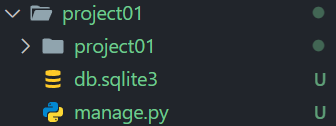 project01
project01
db.sqlite3 U
manage.py U